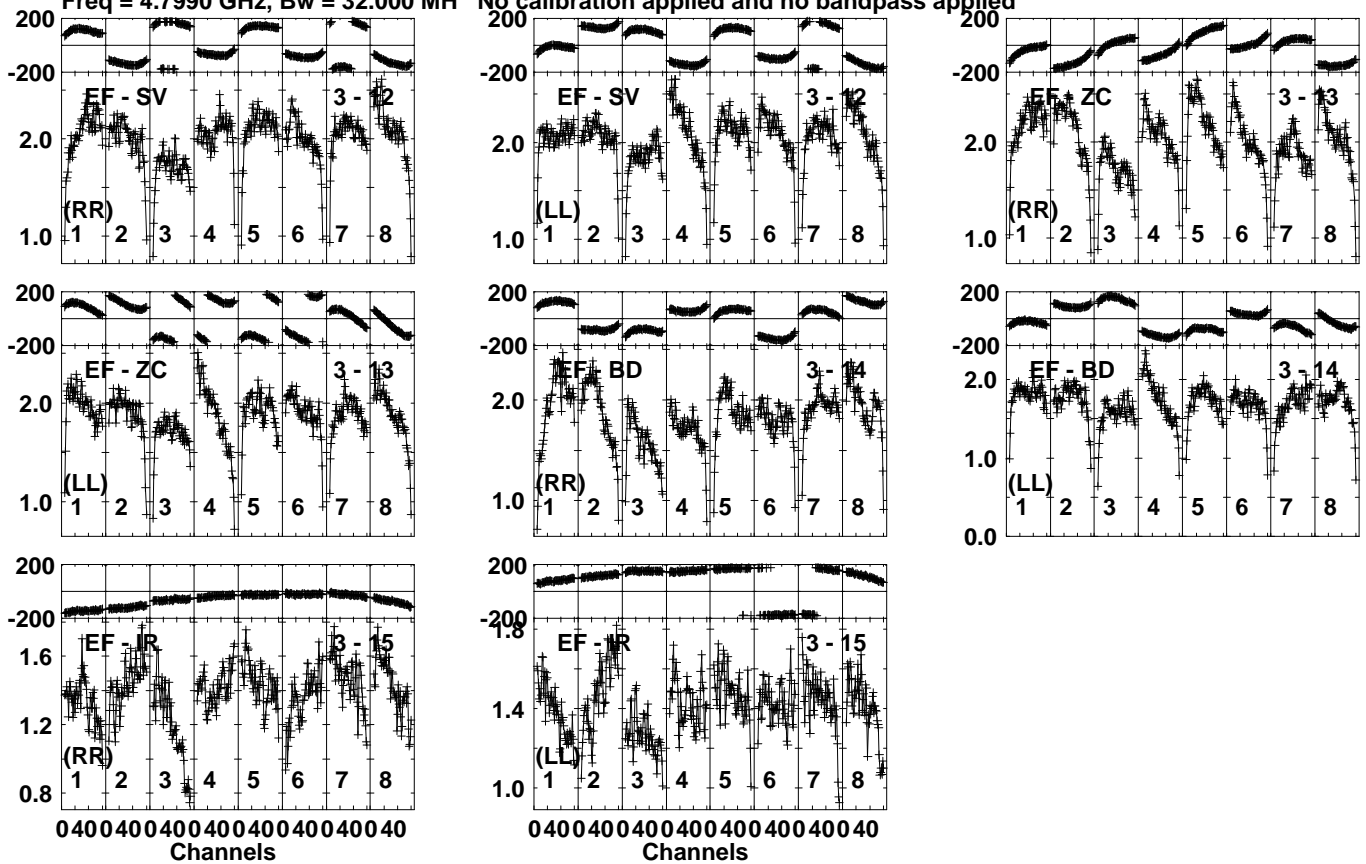 Freq = 4.7990 GHz, Bw = 32.000 MH No calibration applied and no bandpass applied
200 200 200
-200 -200 -200
EF - SV 3 - 12 EF - SV 3 - 12 EF - ZC 3 - 13
2.0 2.0 2.0
(RR) (LL) (RR)
1.0 1 2 3 4 5 6 7 8 1.0 1 2 3 4 5 6 7 8 1.0 1 2 3 4 5 6 7 8
200 200 200
-200 -200 -200
EF - ZC 3 - 13 EF - BD 3 - 14 EF - BD 3 - 14
2.0 2.0 2.0
1.0
(LL) (RR) (LL)
1.0 1 2 3 4 5 6 7 8 1.0 1 2 3 4 5 6 7 8 1 2 3 4 5 6 7 8
0.0
200 200
-200 -200
1.8
EF - IR 3 - 15 EF - IR 3 - 15
1.6
1.4
1.2
(RR) (LL)
1 2 3 4 5 6 7 8 1 2 3 4 5 6 7 8
0.8 1.0
0 40 0 40 0 40 0 40 0 40 0 40 0 40 0 40 0 40 0 40 0 40 0 40 0 40 0 40 0 40 0 40
Channels Channels